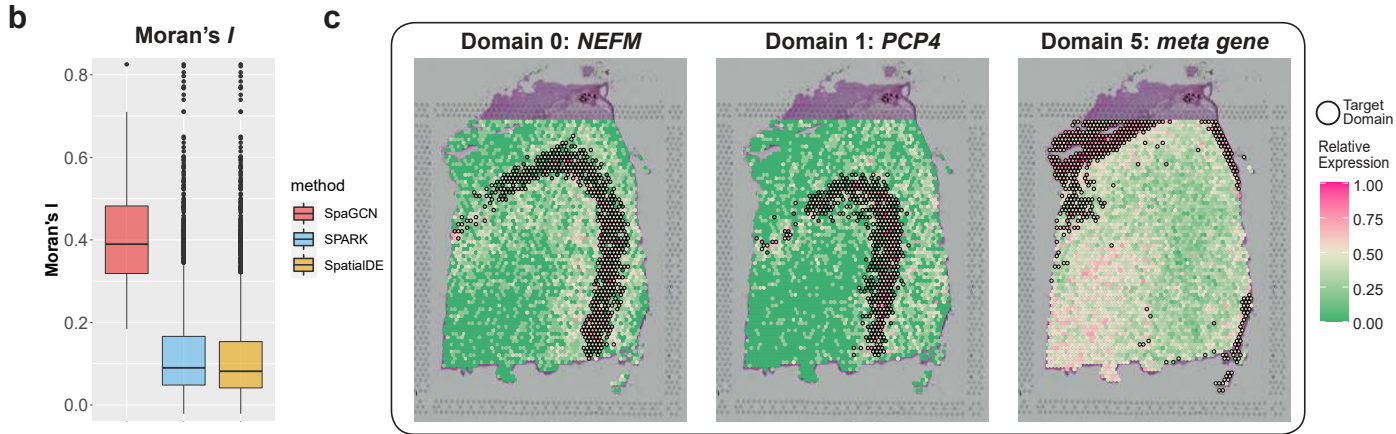 b
Moran's I
0.8
0.6
0.4
0.2
0.0
Moran's I
method
SpaGCN
SPARK
SpatialDE
c
Domain 0: NEFM
Domain 1: PCP4
Domain 5: meta gene
Target
Domain
Relative
Expression
1.00
0.75
0.50
0.25
0.00